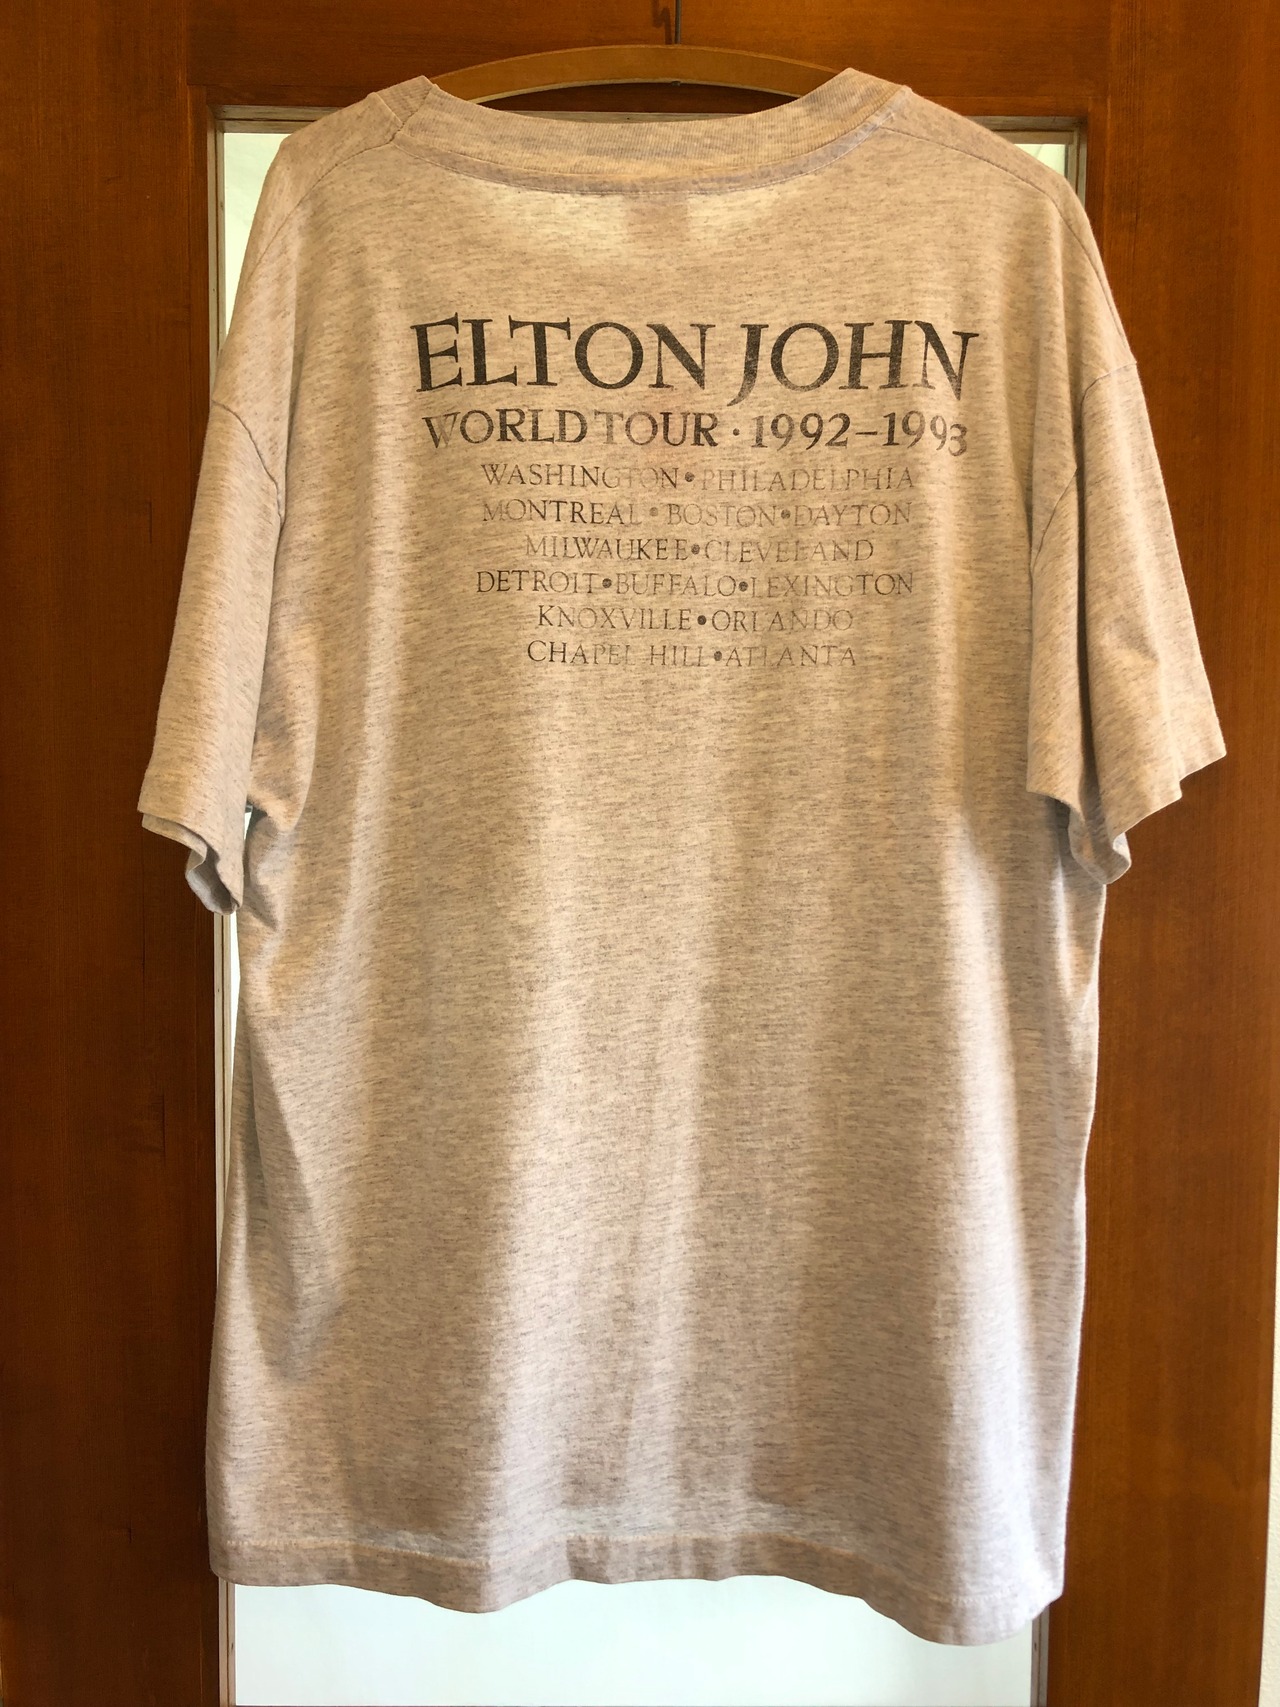 ELTON JOHN
WORLD TOUR · 1992–1993
WASHINGTON•PHILADELPHIA
MONTREAL•BOSTON•DAYTON
MILWAUKEE•CLEVELAND
DETROIT•BUFFALO•LEXINGTON
KNOXVILLE•ORLANDO
CHAPEL HILL•ATLANTA